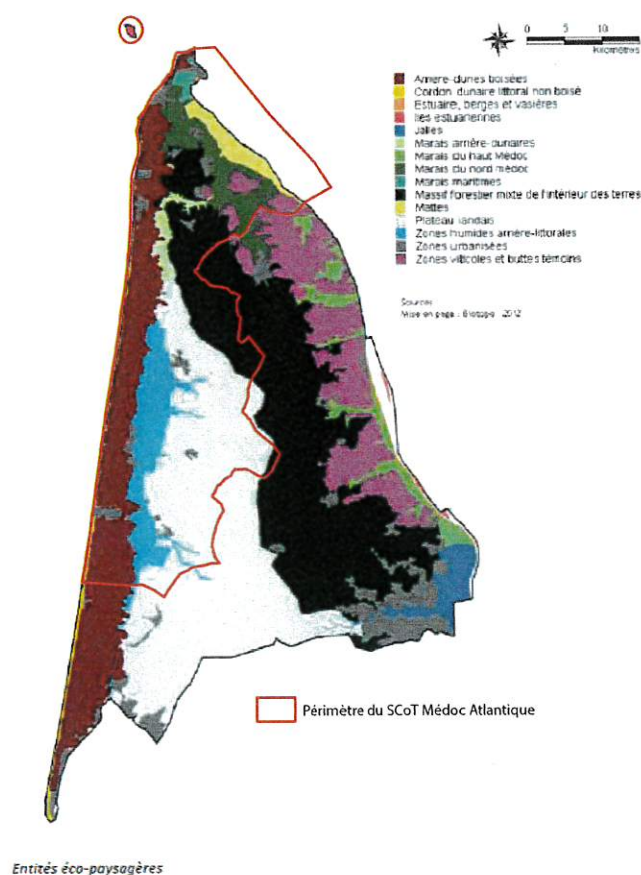 0 5 10
Kilomètres
Arrière-dunes boisées
Cordon dunaire littoral non boisé
Estuaire, berges et vasières
Iles estuariennes
Jalles
Marais arrière-dunaires
Marais du haut Médoc
Marais du nord médoc
Marais maritimes
Massif forestier mixte de l'intérieur des terres
Mattes
Plateau landais
Zones humides arrière-littorales
Zones urbanisées
Zones viticoles et buttes témoins
Sources
Mise en page : Biotope 2012
Périmètre du SCoT Médoc Atlantique
Entités éco-paysagères